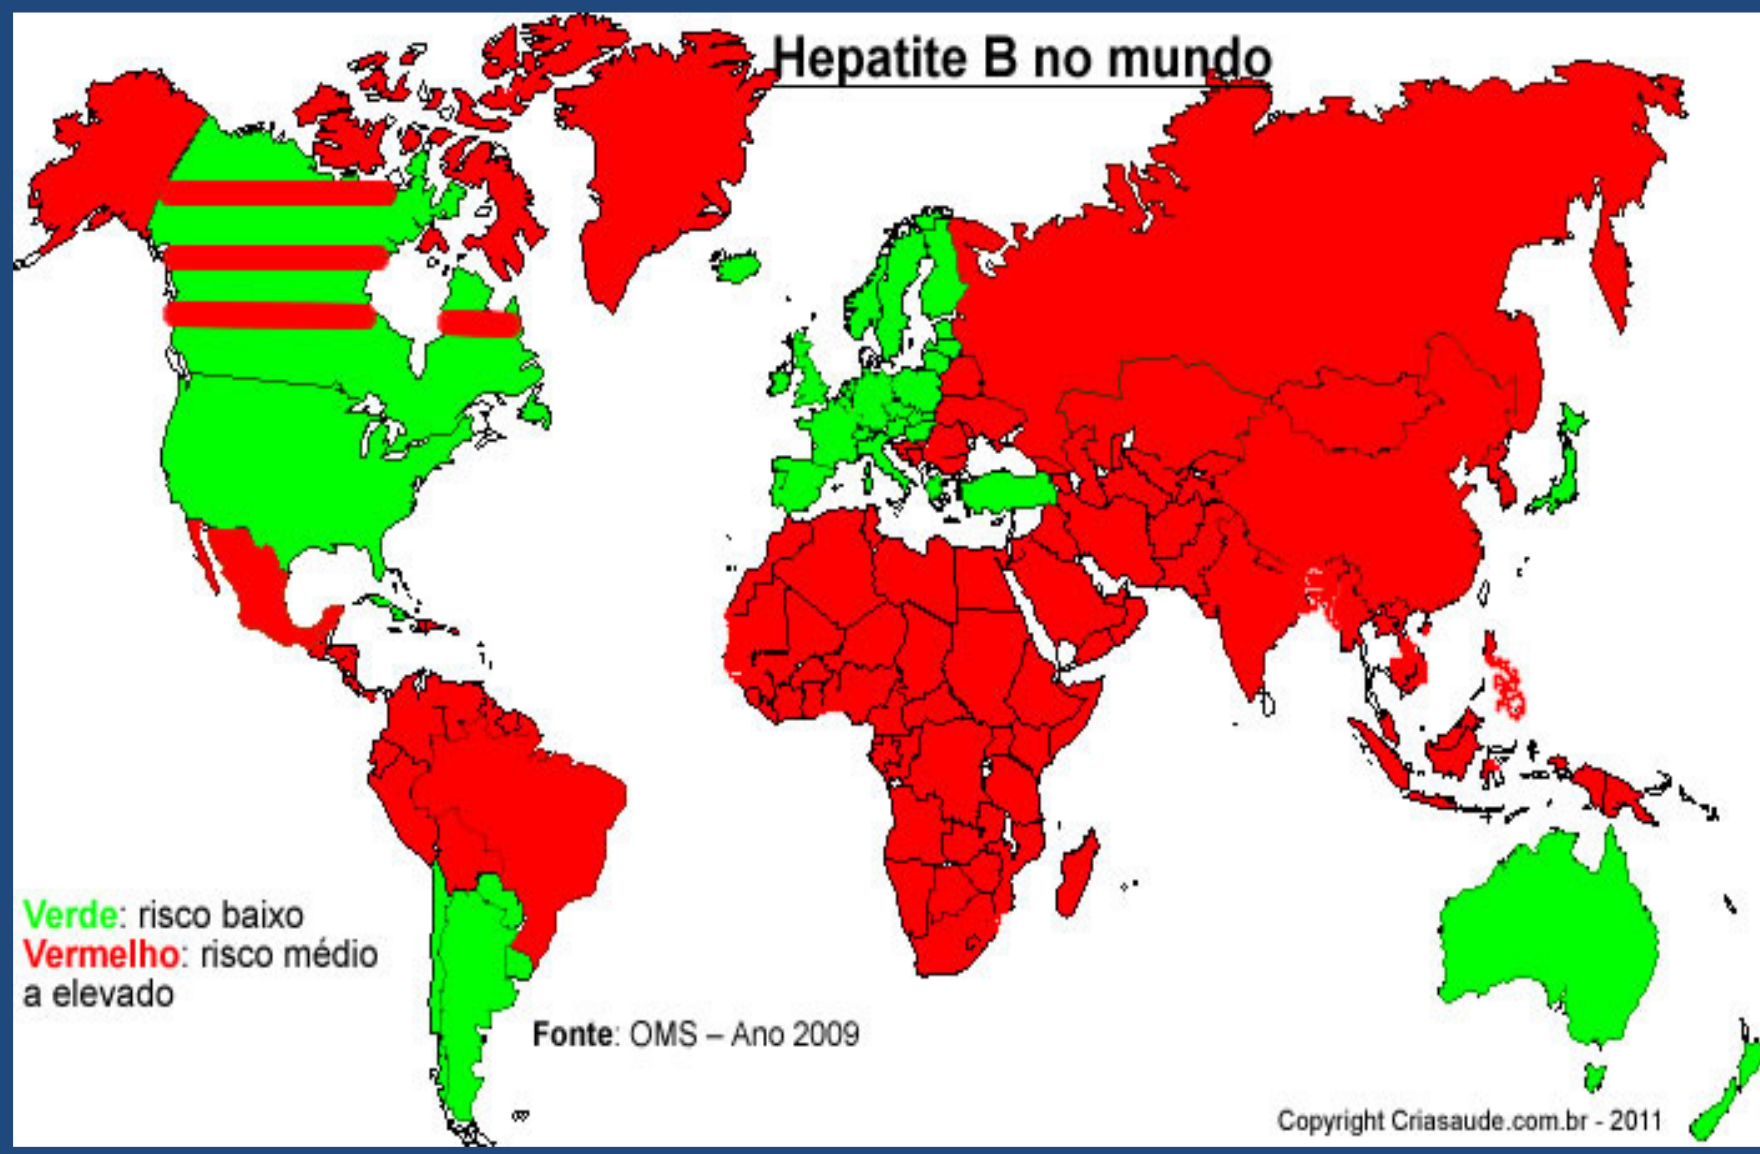 Hepatite B no mundo
Verde: risco baixo
Vermelho: risco médio
a elevado
Fonte: OMS – Ano 2009
Copyright Criasaude.com.br - 2011